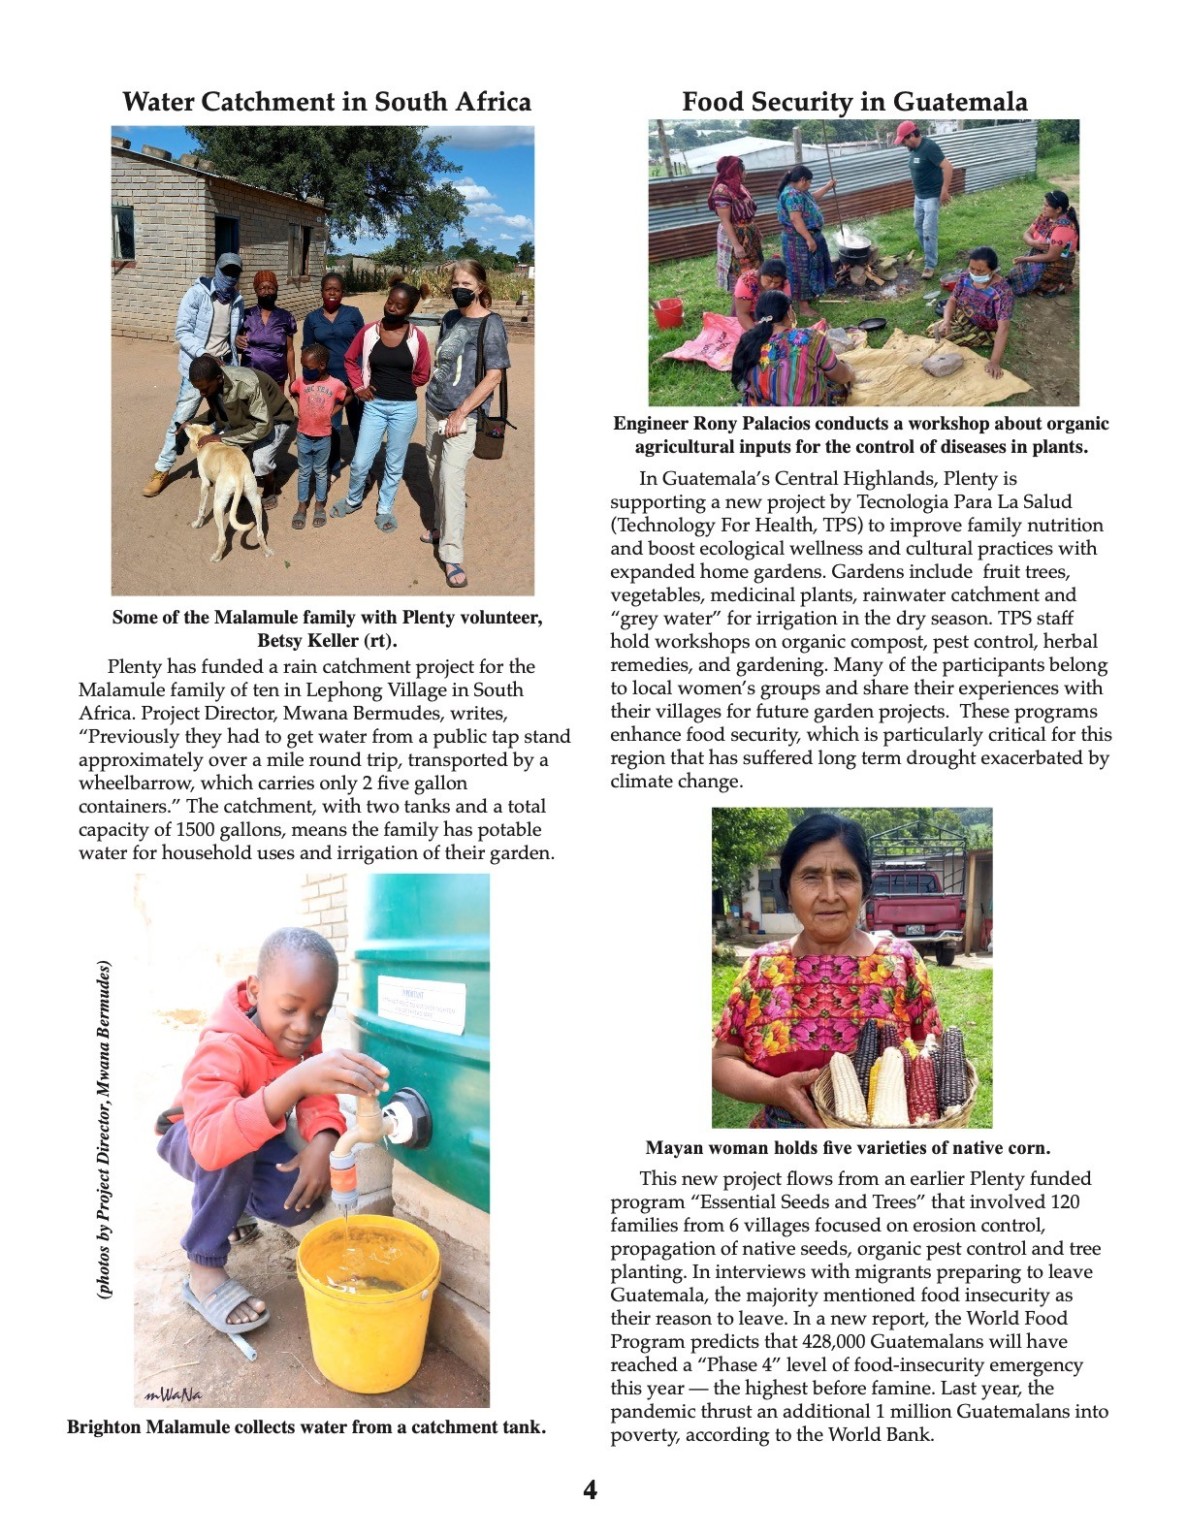 Water Catchment in South Africa
Some of the Malamule family with Plenty volunteer,
Betsy Keller (rt).
Plenty has funded a rain catchment project for the
Malamule family of ten in Lephong Village in South
Africa. Project Director, Mwana Bermudes, writes,
“Previously they had to get water from a public tap stand
approximately over a mile round trip, transported by a
wheelbarrow, which carries only 2 five gallon
containers.” The catchment, with two tanks and a total
capacity of 1500 gallons, means the family has potable
water for household uses and irrigation of their garden.
(photos by Project Director, Mwana Bermudes)
mWaNa
Brighton Malamule collects water from a catchment tank.
Food Security in Guatemala
Engineer Rony Palacios conducts a workshop about organic
agricultural inputs for the control of diseases in plants.
In Guatemala’s Central Highlands, Plenty is
supporting a new project by Tecnologia Para La Salud
(Technology For Health, TPS) to improve family nutrition
and boost ecological wellness and cultural practices with
expanded home gardens. Gardens include  fruit trees,
vegetables, medicinal plants, rainwater catchment and
“grey water” for irrigation in the dry season. TPS staff
hold workshops on organic compost, pest control, herbal
remedies, and gardening. Many of the participants belong
to local women’s groups and share their experiences with
their villages for future garden projects.  These programs
enhance food security, which is particularly critical for this
region that has suffered long term drought exacerbated by
climate change.
Mayan woman holds five varieties of native corn.
This new project flows from an earlier Plenty funded
program “Essential Seeds and Trees” that involved 120
families from 6 villages focused on erosion control,
propagation of native seeds, organic pest control and tree
planting. In interviews with migrants preparing to leave
Guatemala, the majority mentioned food insecurity as
their reason to leave. In a new report, the World Food
Program predicts that 428,000 Guatemalans will have
reached a “Phase 4” level of food-insecurity emergency
this year — the highest before famine. Last year, the
pandemic thrust an additional 1 million Guatemalans into
poverty, according to the World Bank.
4